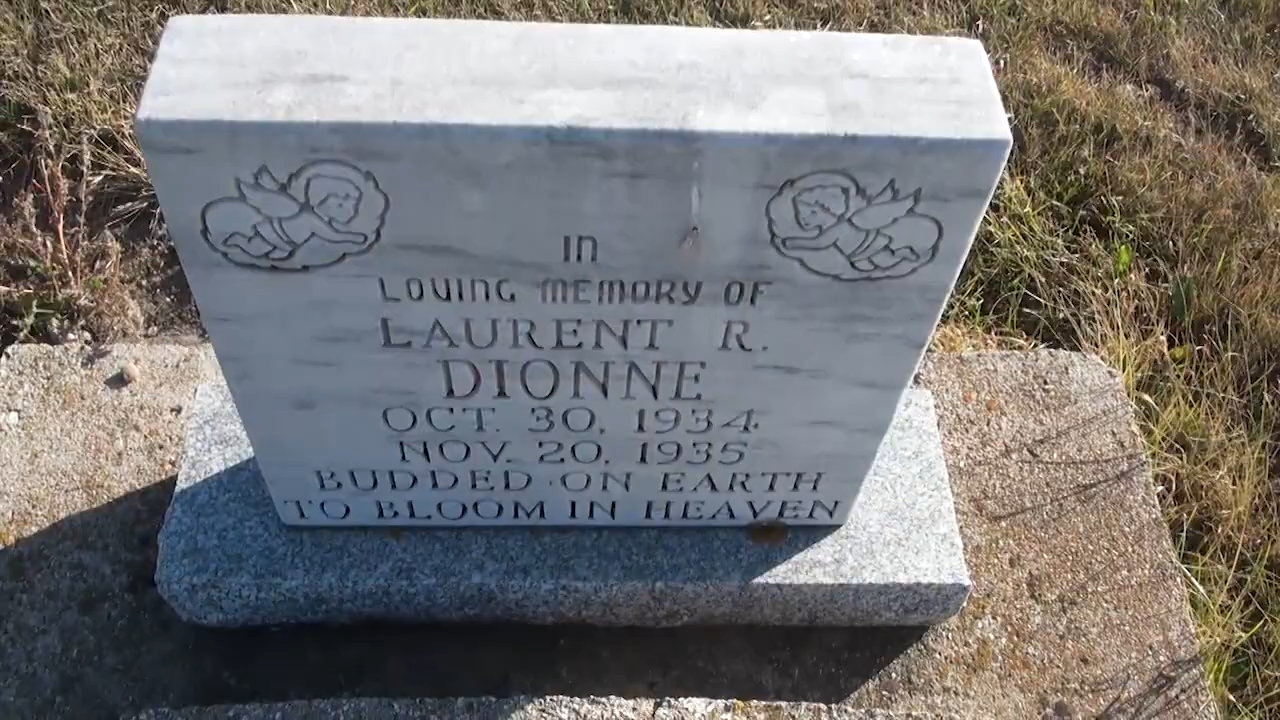 In
LOVING MEMORY OF
LAURENT R.
DIONNE
OCT. 30, 1934
NOV. 20, 1935
BUDDED ON EARTH
TO BLOOM IN HEAVEN